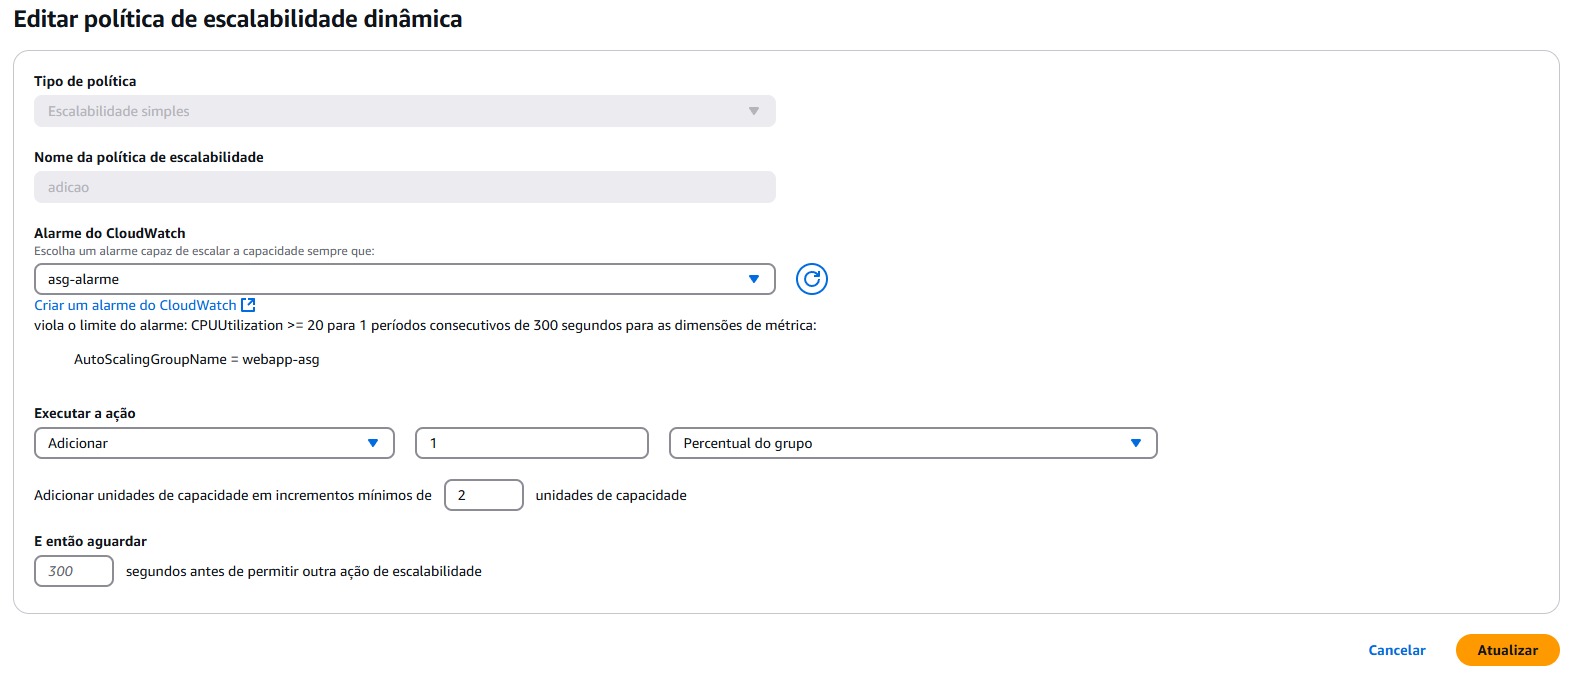 Editar política de escalabilidade dinâmica
Tipo de política
Escalabilidade simples
Nome da política de escalabilidade
adicao
Alarme do CloudWatch
Escolha um alarme capaz de escalar a capacidade sempre que:
asg-alarme
Criar um alarme do CloudWatch
viola o limite do alarme: CPUUtilization >= 20 para 1 períodos consecutivos de 300 segundos para as dimensões de métrica:
AutoScalingGroupName = webapp-asg
Executar a ação
Adicionar 1 Percentual do grupo
Adicionar unidades de capacidade em incrementos mínimos de 2 unidades de capacidade
E então aguardar
300 segundos antes de permitir outra ação de escalabilidade
Cancelar Atualizar